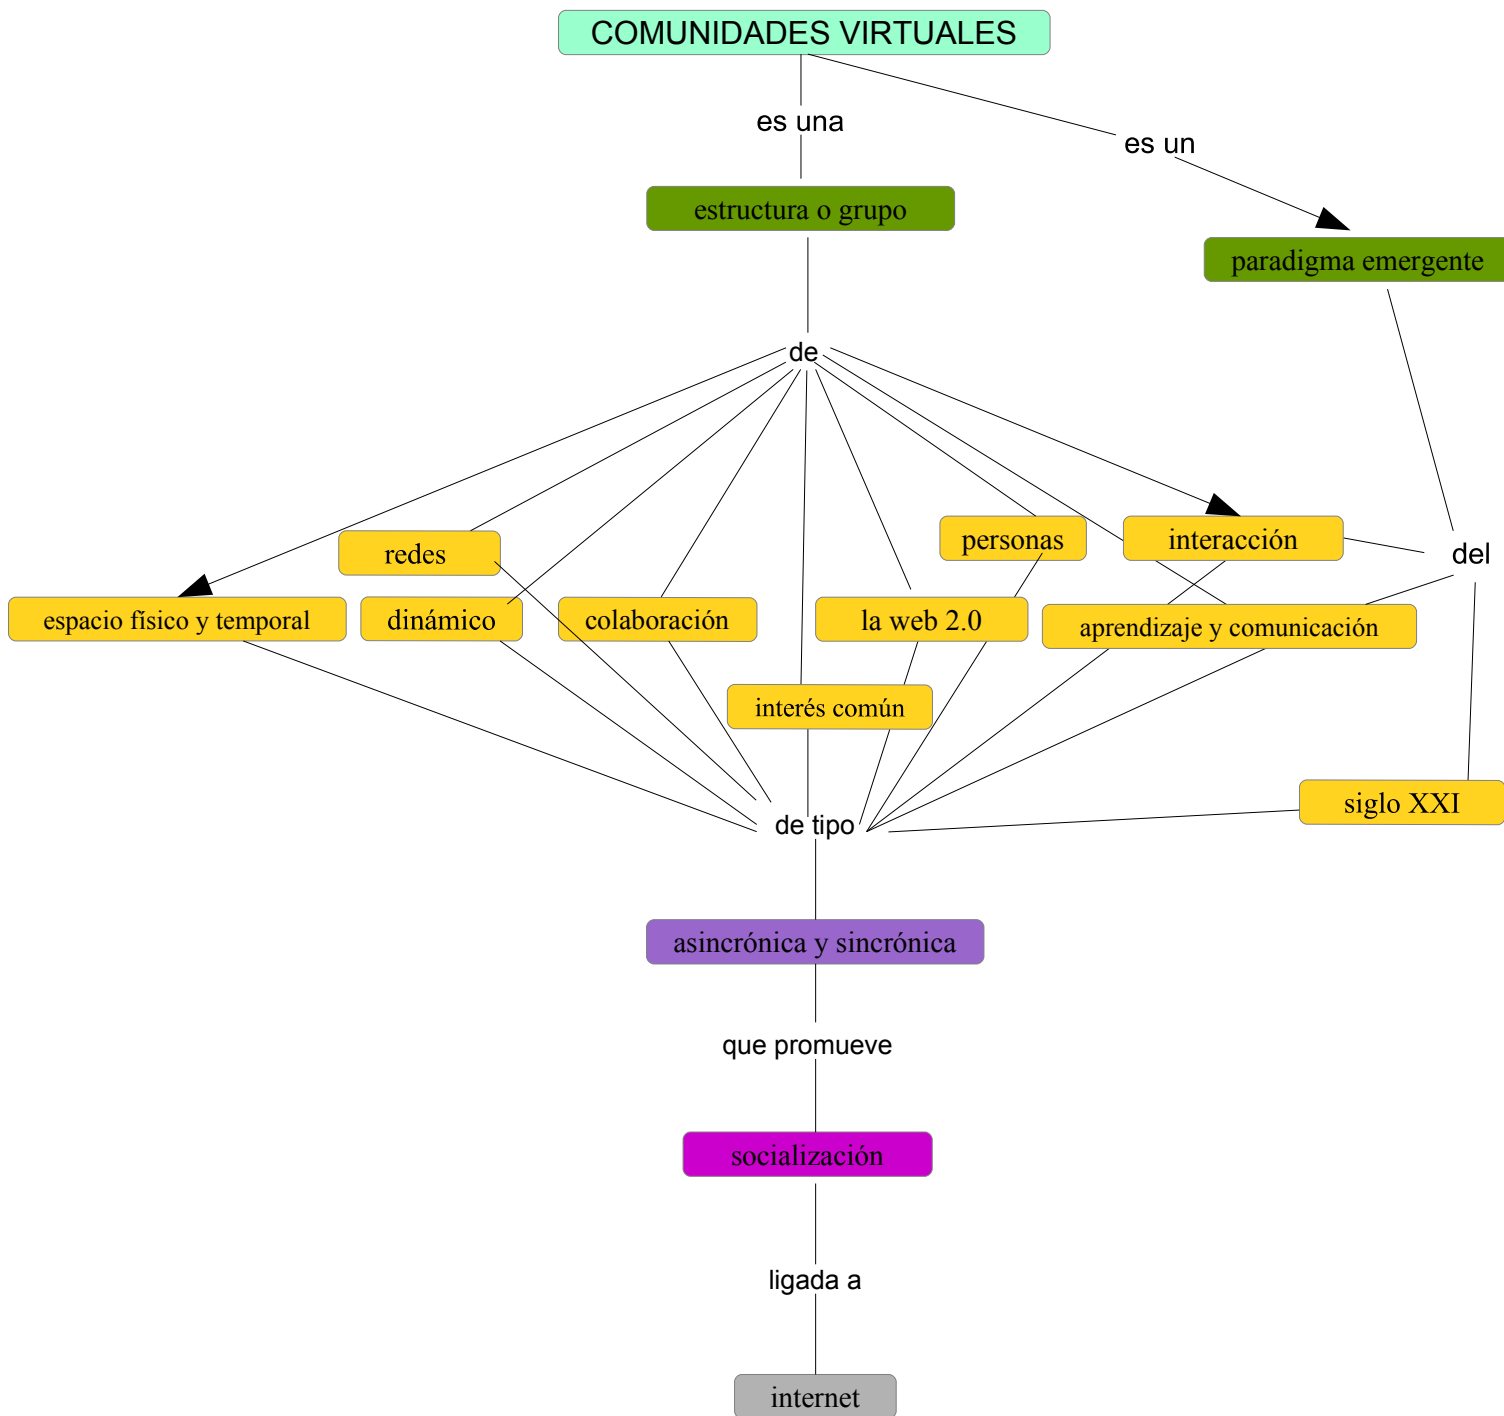 COMUNIDADES VIRTUALES
es una
es un
estructura o grupo
paradigma emergente
de
redes
personas
interacción
del
espacio físico y temporal
dinámico
colaboración
la web 2.0
aprendizaje y comunicación
interés común
siglo XXI
de tipo
asincrónica y sincrónica
que promueve
socialización
ligada a
internet